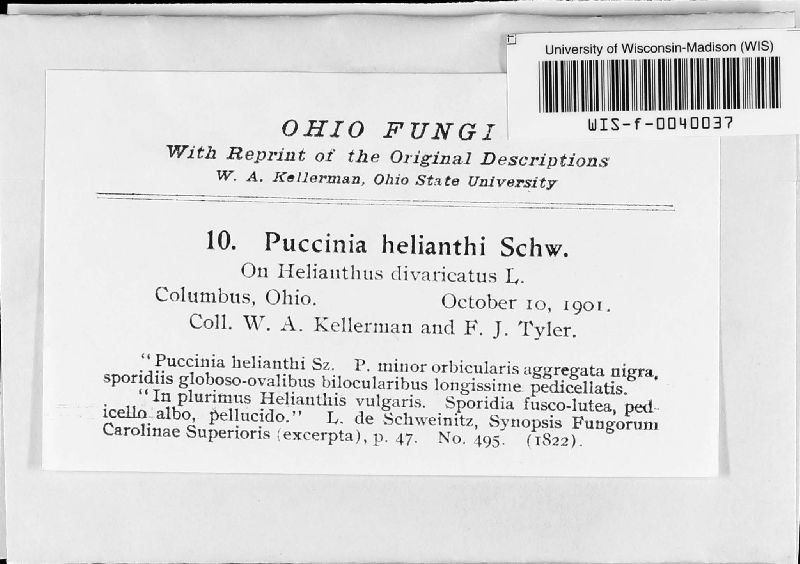 University of Wisconsin-Madison (WIS)
WIS-f-0040037
OHIO FUNGI
With Reprint of the Original Descriptions
W. A. Kellerman, Ohio State University
10. Puccinia helianthi Schw.
On Helianthus divaricatus L.
Columbus, Ohio. October 10, 1901.
Coll. W. A. Kellerman and F. J. Tyler.
"Puccinia helianthi Sz. P. minor orbicularis aggregata nigra,
sporidiis globoso-ovalibus bilocularibus longissime pedicellatis.
"In plurimus Helianthis vulgaris. Sporidia fusco-lutea, ped-
icello albo, pellucido." L. de Schweinitz, Synopsis Fungorum
Carolinae Superioris (excerpta), p. 47. No. 495. (1822).